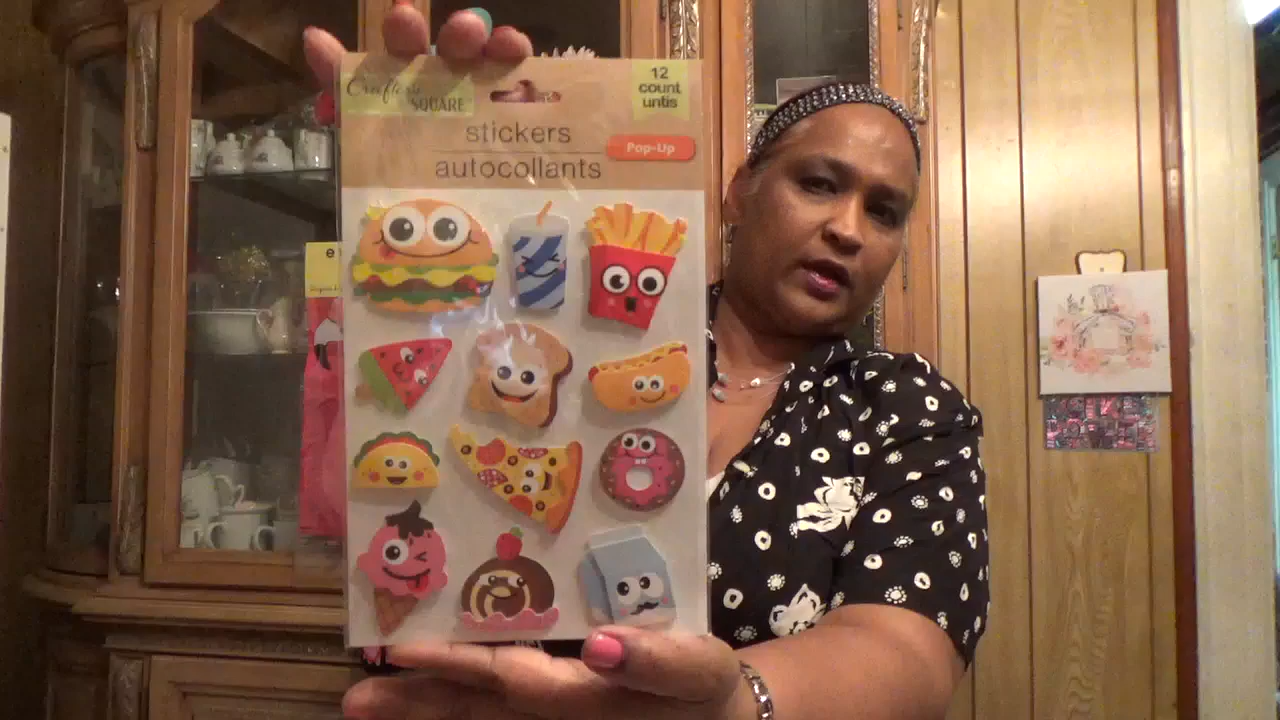 Crafter's
SQUARE
12
count
untis
stickers
autocollants
Pop-Up
e